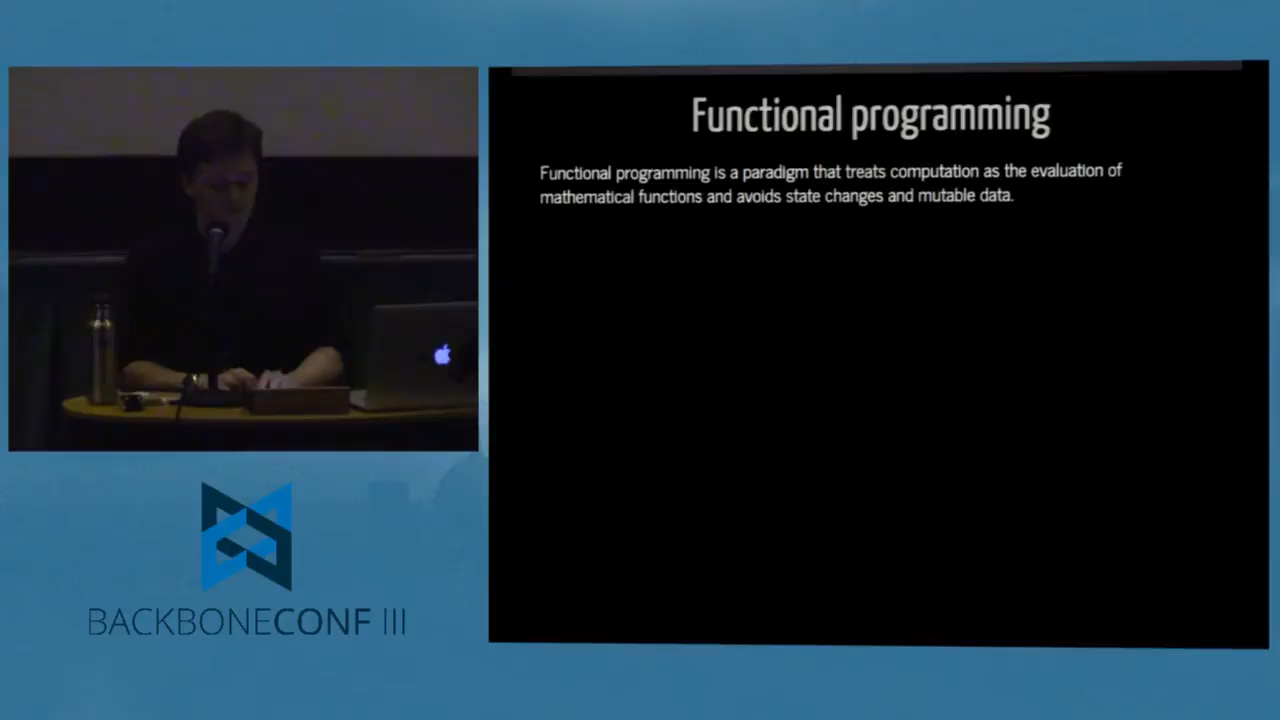 Functional programming
Functional programming is a paradigm that treats computation as the evaluation of
mathematical functions and avoids state changes and mutable data.
BACKBONECONF III